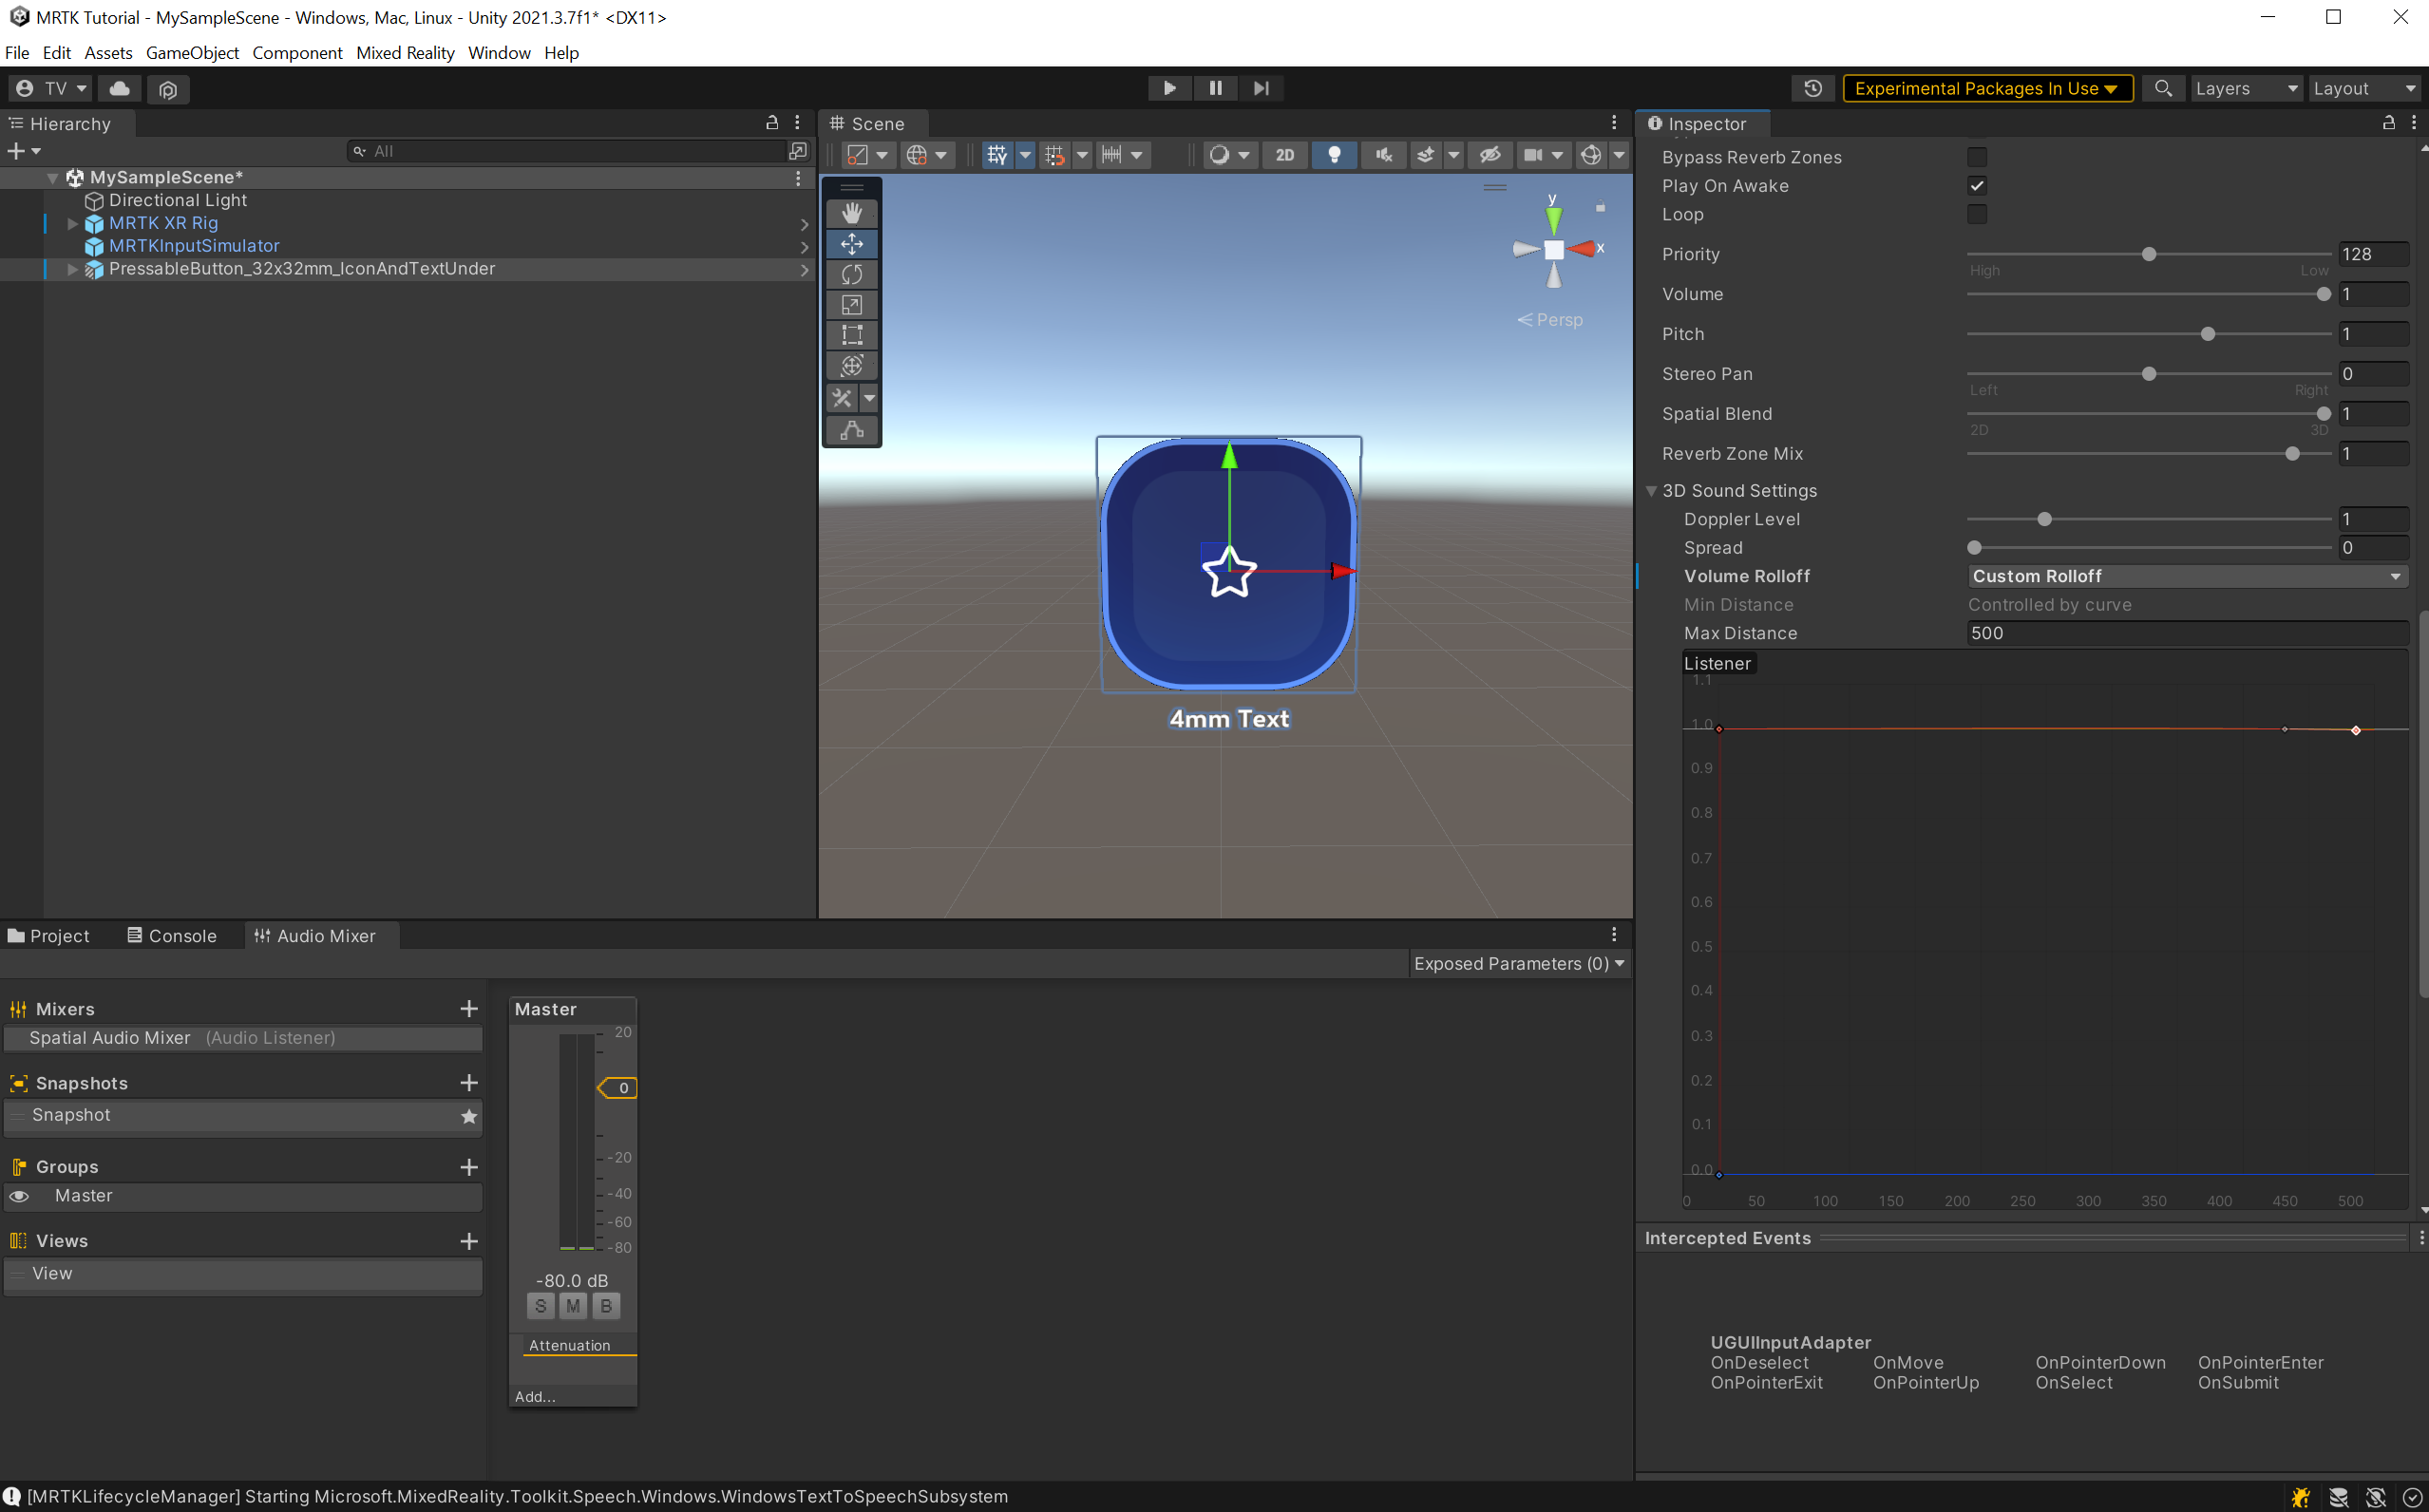 MRTK Tutorial - MySampleScene - Windows, Mac, Linux - Unity 2021.3.7f1* <DX11>
File Edit Assets GameObject Component Mixed Reality Window Help
TV
Experimental Packages In Use
Layers
Layout
Hierarchy
All
MySampleScene*
Directional Light
MRTK XR Rig
MRTKInputSimulator
PressableButton_32x32mm_IconAndTextUnder
Scene
2D
y
x
Persp
4mm Text
Inspector
Bypass Reverb Zones
Play On Awake
Loop
Priority 128
High Low
Volume 1
Pitch 1
Stereo Pan 0
Left Right
Spatial Blend 1
2D 3D
Reverb Zone Mix 1
3D Sound Settings
Doppler Level 1
Spread 0
Volume Rolloff Custom Rolloff
Min Distance Controlled by curve
Max Distance 500
Listener
1.1
1.0
0.9
0.8
0.7
0.6
0.5
0.4
0.3
0.2
0.1
0.0
0 50 100 150 200 250 300 350 400 450 500
Intercepted Events
UGUIInputAdapter
OnDeselect OnMove OnPointerDown OnPointerEnter
OnPointerExit OnPointerUp OnSelect OnSubmit
Project Console Audio Mixer
Exposed Parameters (0)
Mixers
Spatial Audio Mixer (Audio Listener)
Snapshots
Snapshot
Groups
Master
Views
View
Master
20
0
-20
-40
-60
-80
-80.0 dB
S M B
Attenuation
Add...
[MRTKLifecycleManager] Starting Microsoft.MixedReality.Toolkit.Speech.Windows.WindowsTextToSpeechSubsystem